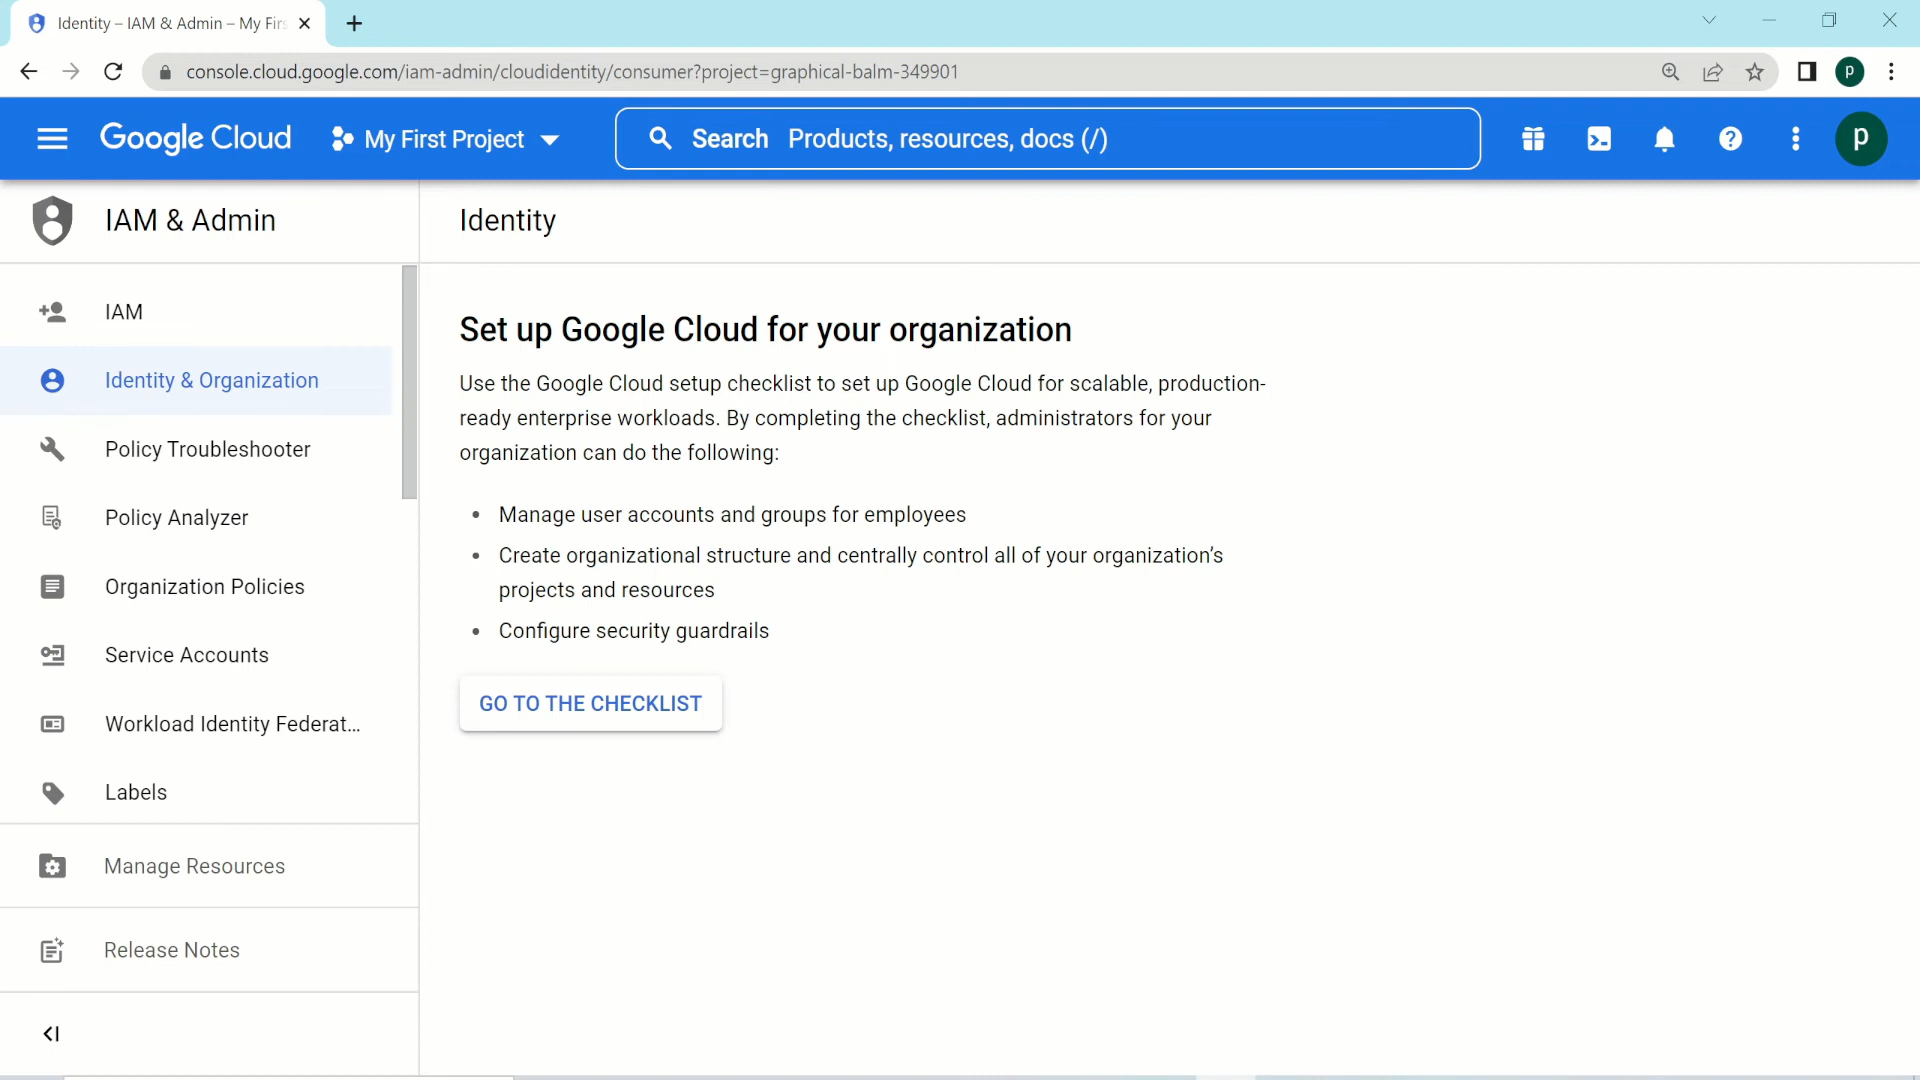 Identity – IAM & Admin – My Firs
console.cloud.google.com/iam-admin/cloudidentity/consumer?project=graphical-balm-349901
p
Google Cloud
My First Project
Search Products, resources, docs (/)
p
IAM & Admin
Identity
IAM
Identity & Organization
Policy Troubleshooter
Policy Analyzer
Organization Policies
Service Accounts
Workload Identity Federat...
Labels
Manage Resources
Release Notes
Set up Google Cloud for your organization
Use the Google Cloud setup checklist to set up Google Cloud for scalable, production-
ready enterprise workloads. By completing the checklist, administrators for your
organization can do the following:
• Manage user accounts and groups for employees
• Create organizational structure and centrally control all of your organization’s
projects and resources
• Configure security guardrails
GO TO THE CHECKLIST